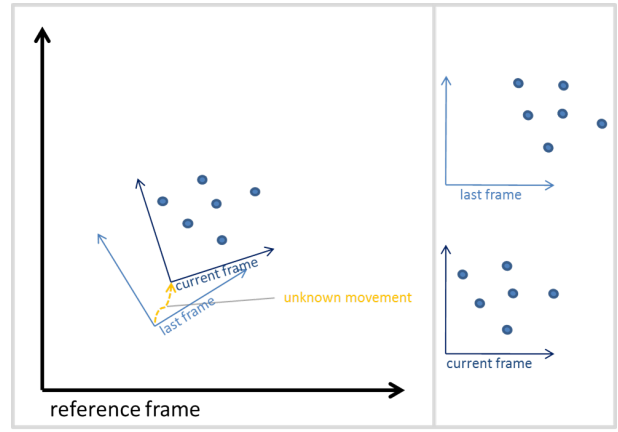 current frame
last frame
unknown movement
reference frame
last frame
current frame